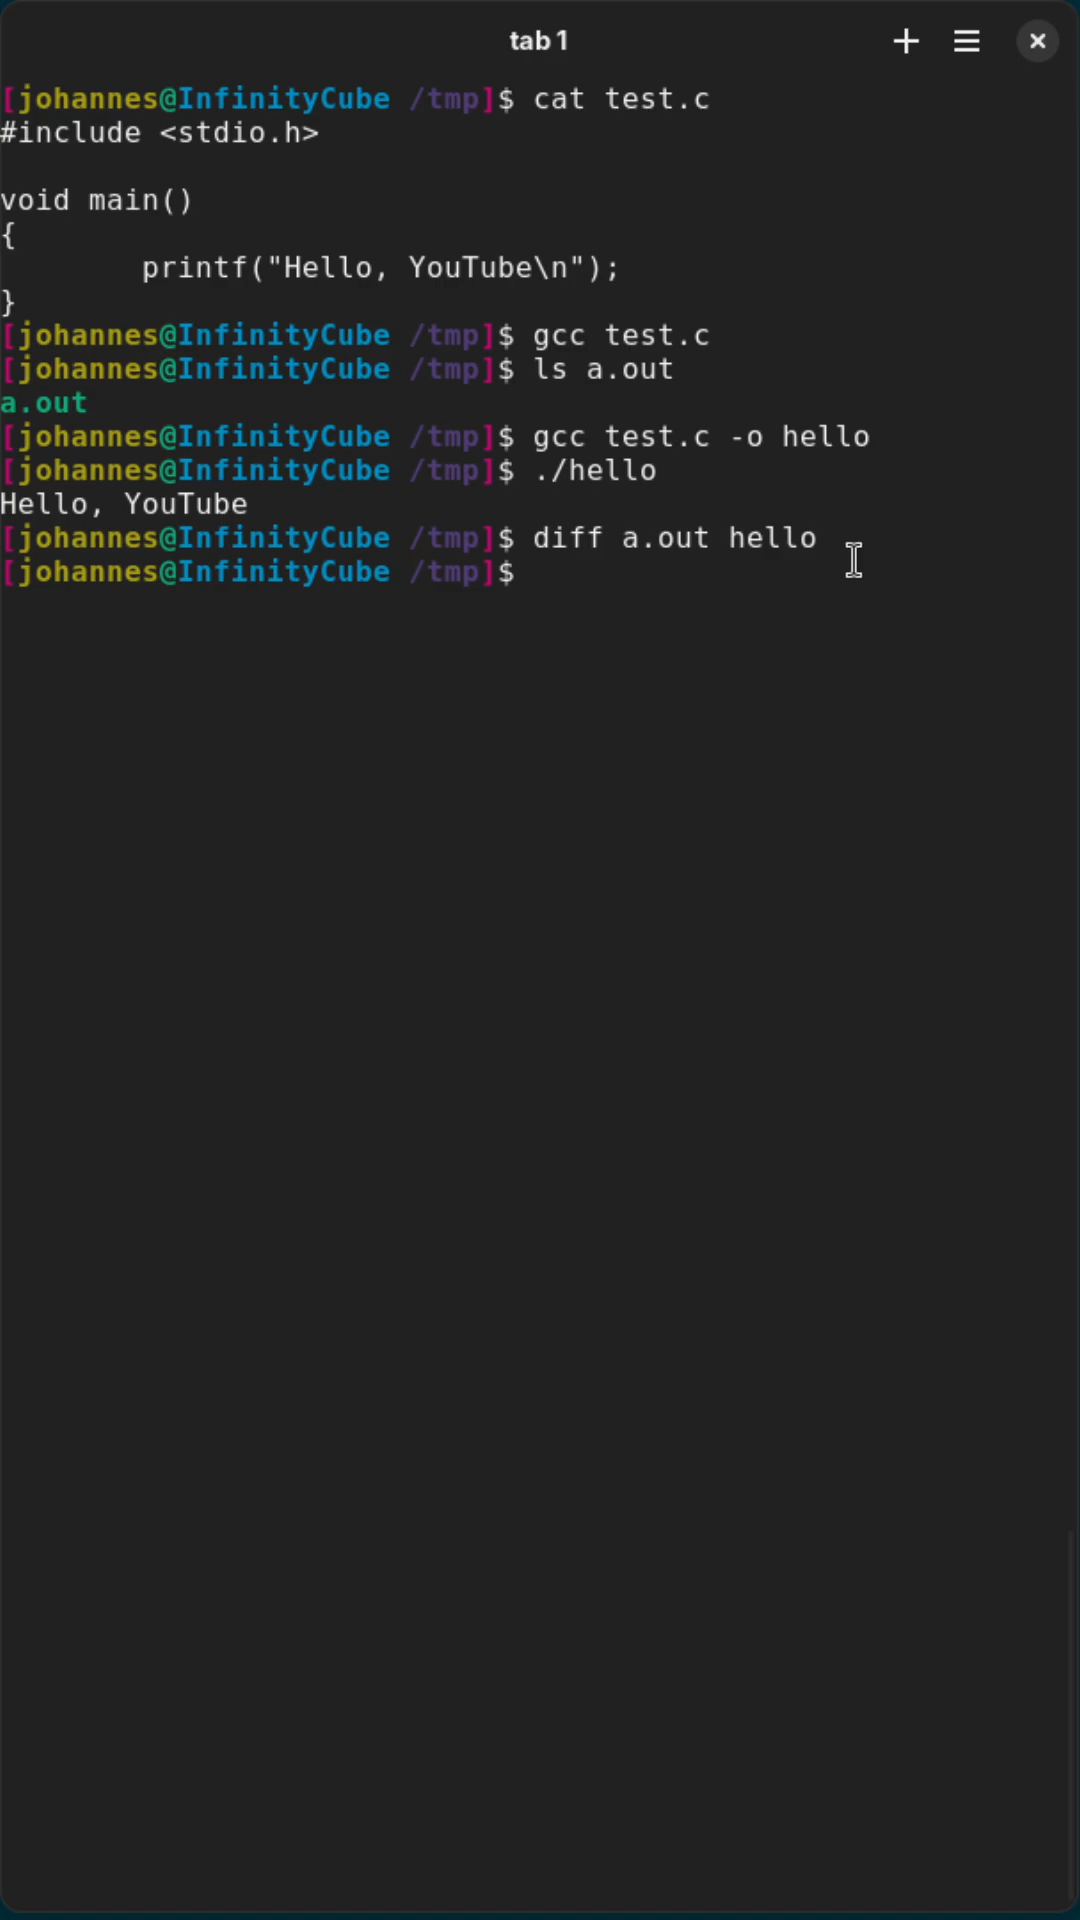 tab 1
[johannes@InfinityCube /tmp]$ cat test.c
#include <stdio.h>

void main()
{
        printf("Hello, YouTube\n");
}
[johannes@InfinityCube /tmp]$ gcc test.c
[johannes@InfinityCube /tmp]$ ls a.out
a.out
[johannes@InfinityCube /tmp]$ gcc test.c -o hello
[johannes@InfinityCube /tmp]$ ./hello
Hello, YouTube
[johannes@InfinityCube /tmp]$ diff a.out hello
[johannes@InfinityCube /tmp]$